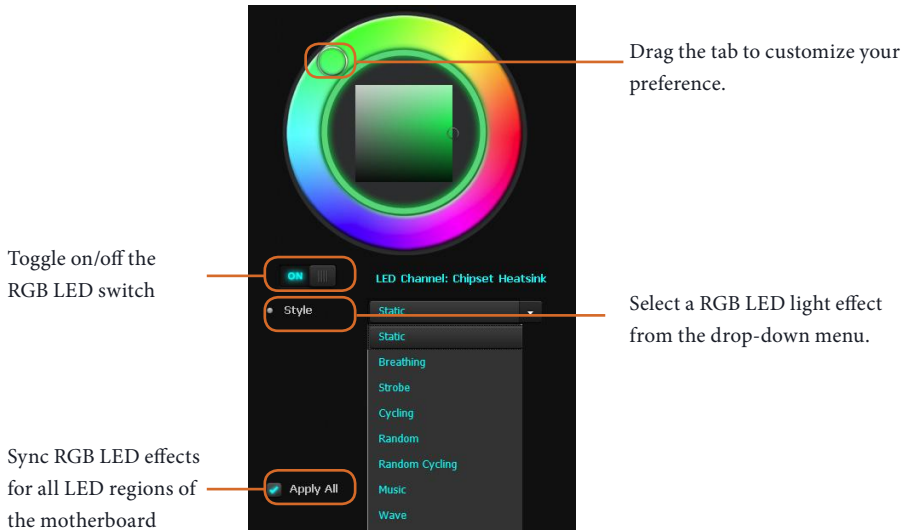 Drag the tab to customize your
preference.
Toggle on/off the
RGB LED switch
ON
LED Channel: Chipset Heatsink
Style
Static
Select a RGB LED light effect
from the drop-down menu.
Static
Breathing
Strobe
Cycling
Random
Random Cycling
Music
Wave
Sync RGB LED effects
for all LED regions of
the motherboard
Apply All